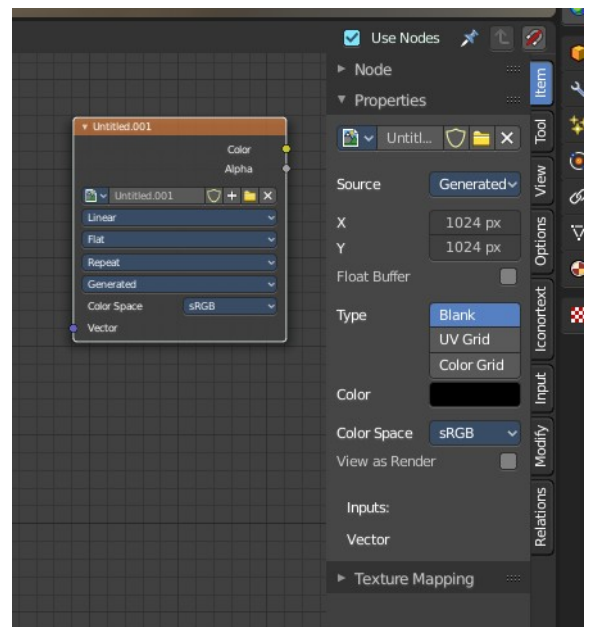 Use Nodes
Node
Properties
Untitl...
Source Generated
X 1024 px
Y 1024 px
Float Buffer
Type Blank
UV Grid
Color Grid
Color
Color Space sRGB
View as Render
Inputs:
Vector
Texture Mapping
Item
Tool
View
Options
Iconortext
Input
Modify
Relations
Untitled.001
Color
Alpha
Untitled.001
Linear
Flat
Repeat
Generated
Color Space sRGB
Vector